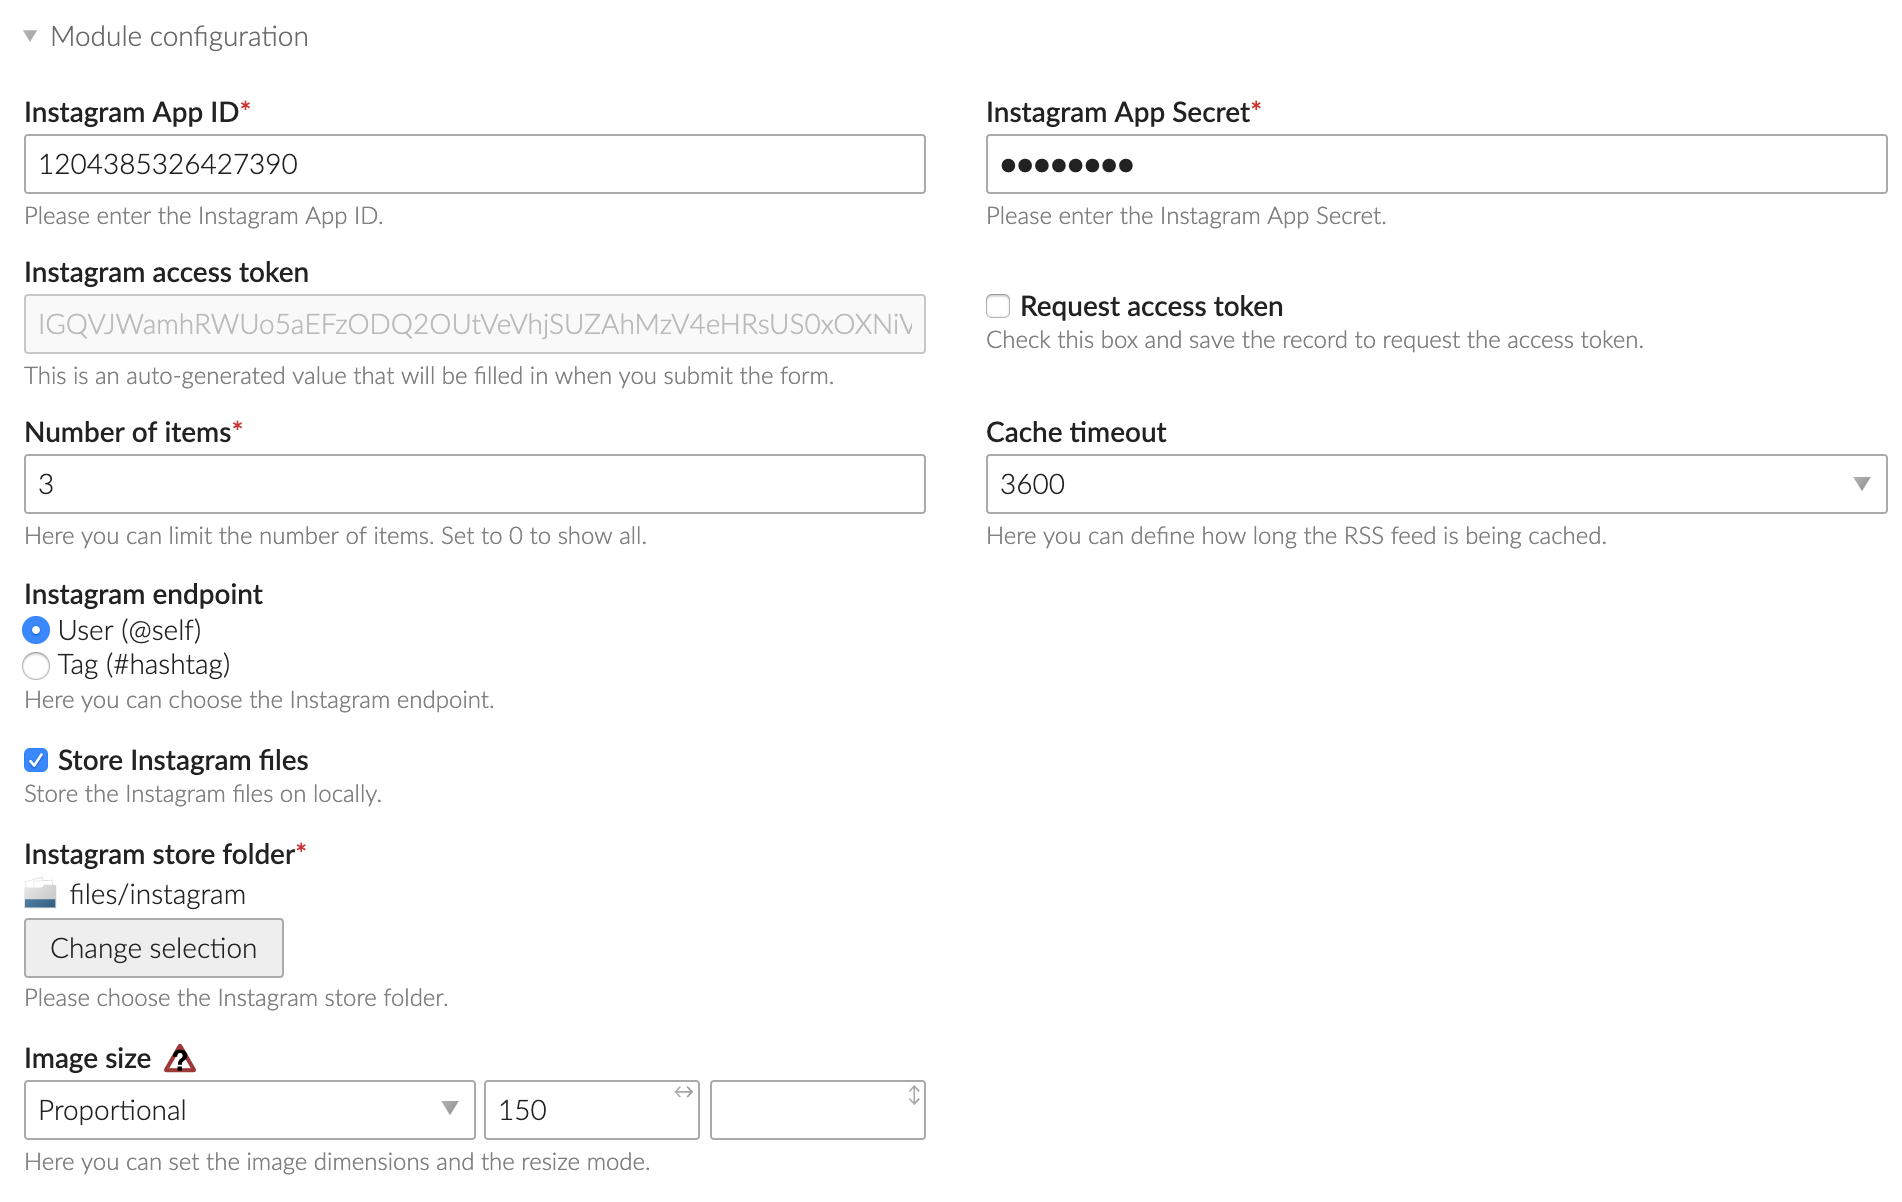 Module configuration
Instagram App ID*
1204385326427390
Please enter the Instagram App ID.
Instagram App Secret*
••••••••
Please enter the Instagram App Secret.
Instagram access token
IGQVJWamhRWUo5aEFzODQ2OUtVeVhjSUZAhMzV4eHRsUS0xOXNiV
This is an auto-generated value that will be filled in when you submit the form.
Request access token
Check this box and save the record to request the access token.
Number of items*
3
Here you can limit the number of items. Set to 0 to show all.
Cache timeout
3600
Here you can define how long the RSS feed is being cached.
Instagram endpoint
User (@self)
Tag (#hashtag)
Here you can choose the Instagram endpoint.
Store Instagram files
Store the Instagram files on locally.
Instagram store folder*
files/instagram
Change selection
Please choose the Instagram store folder.
Image size
Proportional
150
Here you can set the image dimensions and the resize mode.